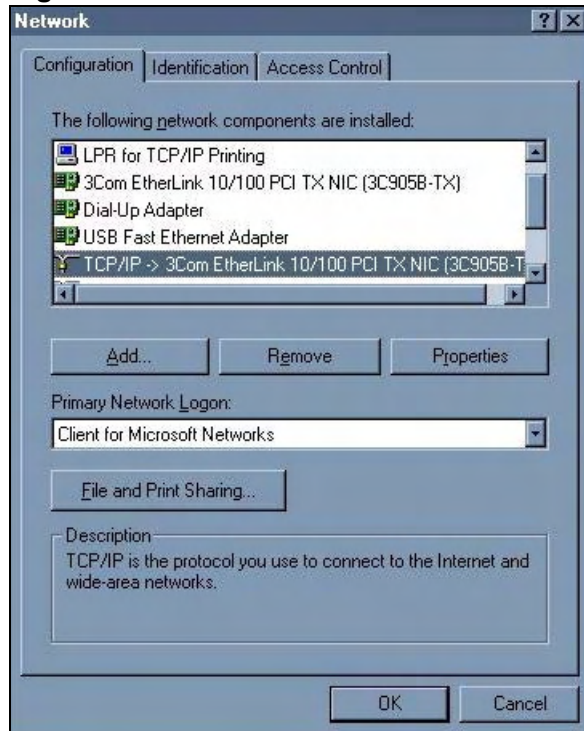 Network
Configuration
Identification
Access Control
The following network components are installed:
LPR for TCP/IP Printing
3Com EtherLink 10/100 PCI TX NIC (3C905B-TX)
Dial-Up Adapter
USB Fast Ethernet Adapter
TCP/IP -> 3Com EtherLink 10/100 PCI TX NIC (3C905B-T
Add...
Remove
Properties
Primary Network Logon:
Client for Microsoft Networks
File and Print Sharing...
Description
TCP/IP is the protocol you use to connect to the Internet and
wide-area networks.
OK
Cancel